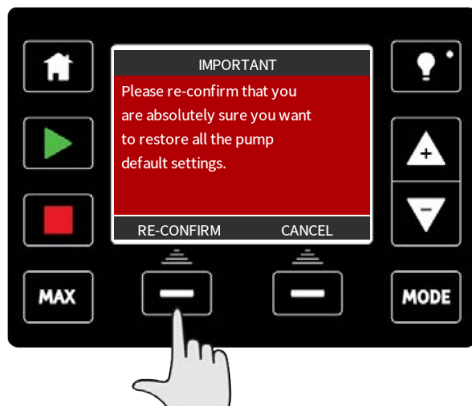 IMPORTANT
Please re-confirm that you
are absolutely sure you want
to restore all the pump
default settings.
RE-CONFIRM CANCEL
MAX
MODE